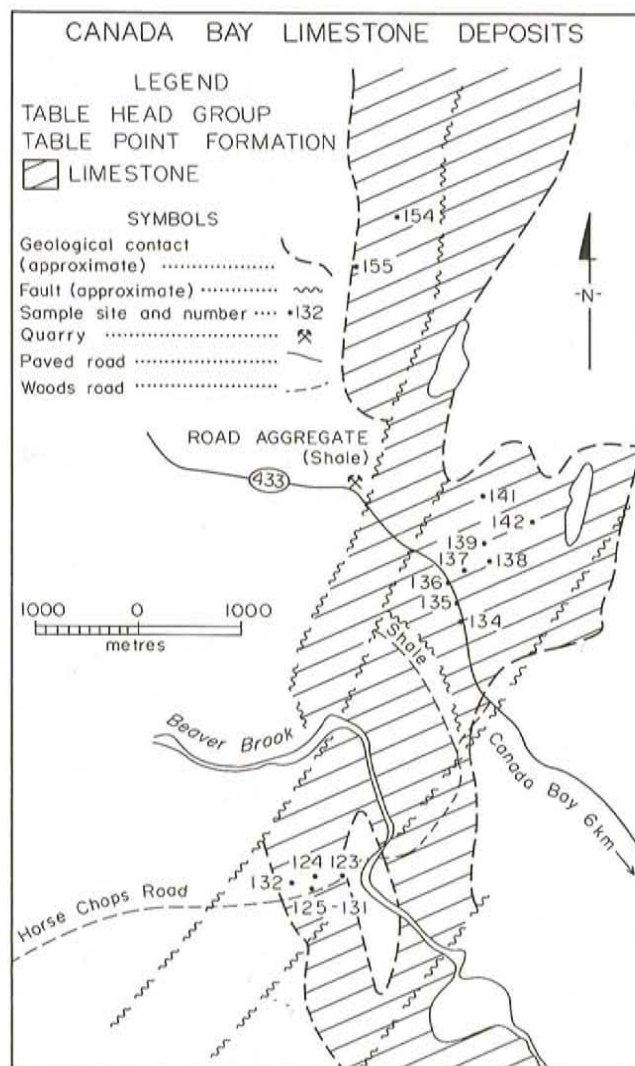 CANADA BAY LIMESTONE DEPOSITS
LEGEND
TABLE HEAD GROUP
TABLE POINT FORMATION
LIMESTONE
SYMBOLS
Geological contact
(approximate) ..................
Fault (approximate) ............
Sample site and number .... •132
Quarry ..................
Paved road ..................
Woods road ..................
154
155
-N-
ROAD AGGREGATE
(Shale)
433
141
142
139
138
137
136
135
134
1000 0 1000
metres
Shale
Beaver Brook
Canada Bay 6 km
124 123
132
125-131
Horse Chops Road